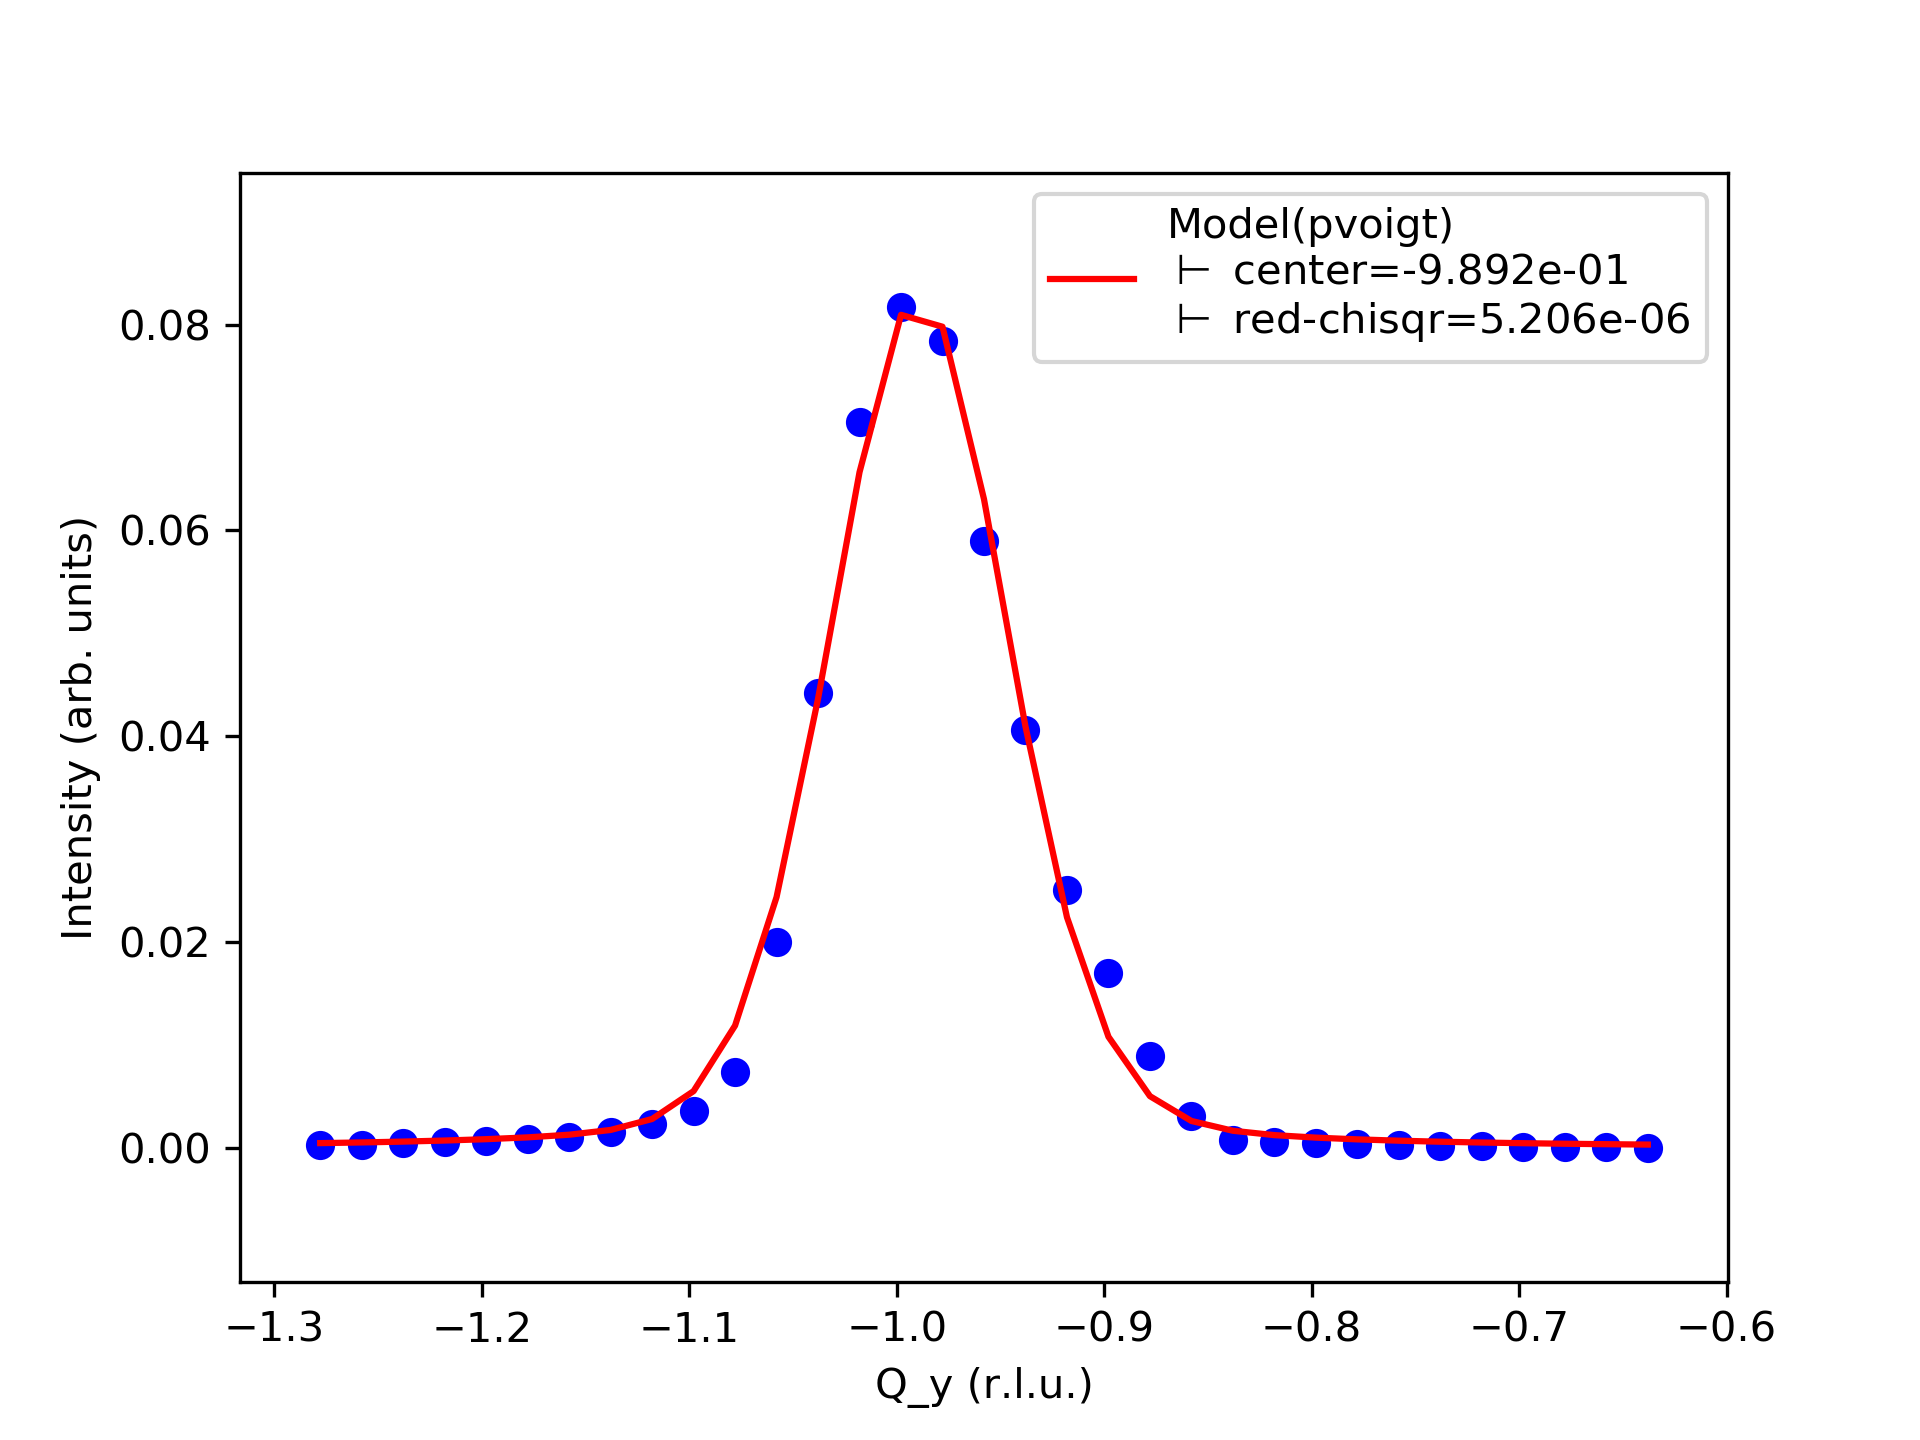 Model(pvoigt)
⊢ center=-9.892e-01
⊢ red-chisqr=5.206e-06
0.08
0.06
0.04
0.02
0.00
Intensity (arb. units)
−1.3 −1.2 −1.1 −1.0 −0.9 −0.8 −0.7 −0.6
Q_y (r.l.u.)